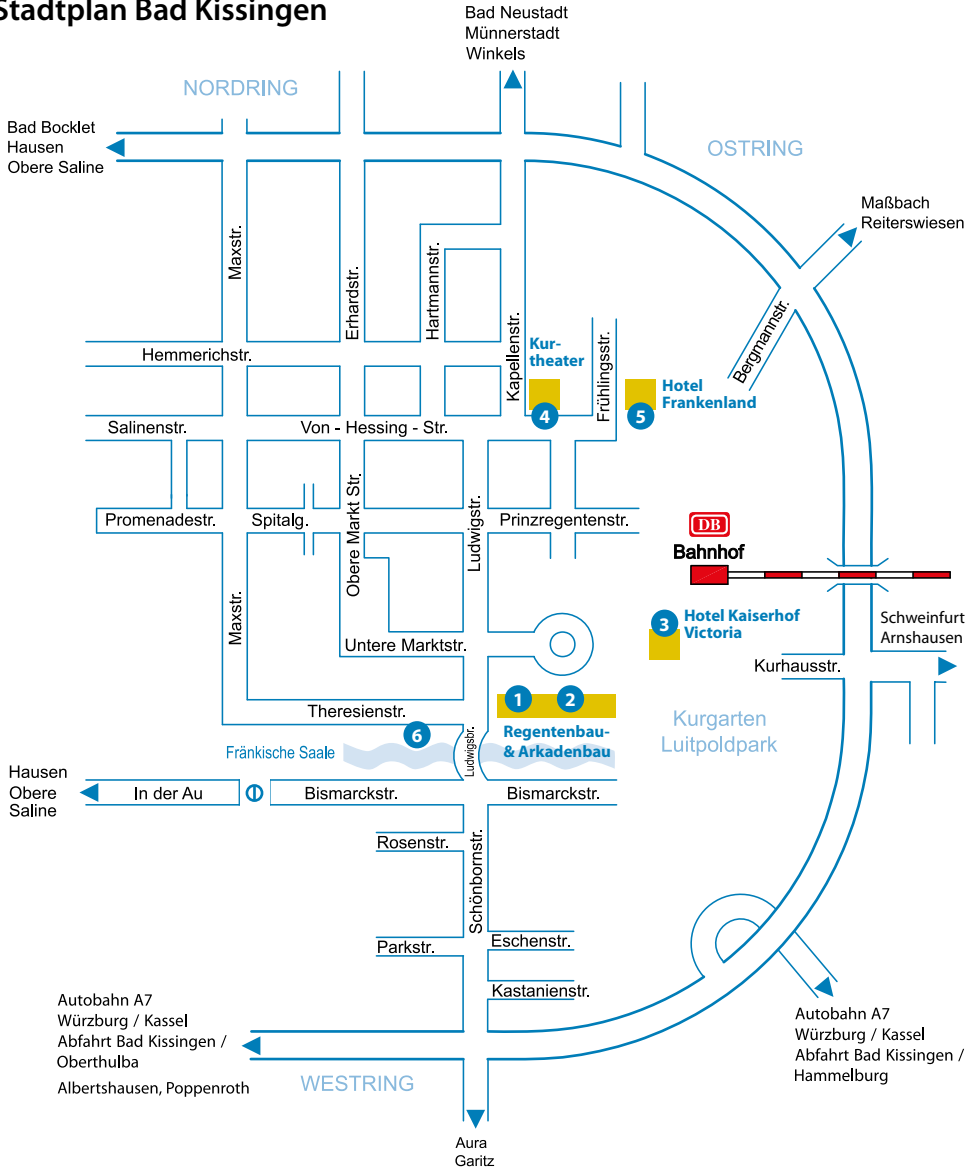 Stadtplan Bad Kissingen
Bad Neustadt
Münnerstadt
Winkels
NORDRING
Bad Bocklet
Hausen
Obere Saline
OSTRING
Maßbach
Reiterswiesen
Maxstr.
Erhardstr.
Hartmannstr.
Kapellenstr.
Frühlingsstr.
Bergmannstr.
Hemmerichstr.
Kur-
theater
4
Hotel
Frankenland
5
Salinenstr.
Von - Hessing - Str.
Obere Markt Str.
Ludwigstr.
Promenadestr.
Spitalg.
Prinzregentenstr.
DB
Bahnhof
Maxstr.
Untere Marktstr.
3
Hotel Kaiserhof
Victoria
Schweinfurt
Arnshausen
Kurhausstr.
Theresienstr.
1
2
Regentenbau-
& Arkadenbau
Kurgarten
Luitpoldpark
6
Fränkische Saale
Ludwigsbr.
Hausen
Obere
Saline
In der Au
Bismarckstr.
Bismarckstr.
Rosenstr.
Schönbornstr.
Parkstr.
Eschenstr.
Kastanienstr.
Autobahn A7
Würzburg / Kassel
Abfahrt Bad Kissingen /
Oberthulba
Albertshausen, Poppenroth
WESTRING
Autobahn A7
Würzburg / Kassel
Abfahrt Bad Kissingen /
Hammelburg
Aura
Garitz